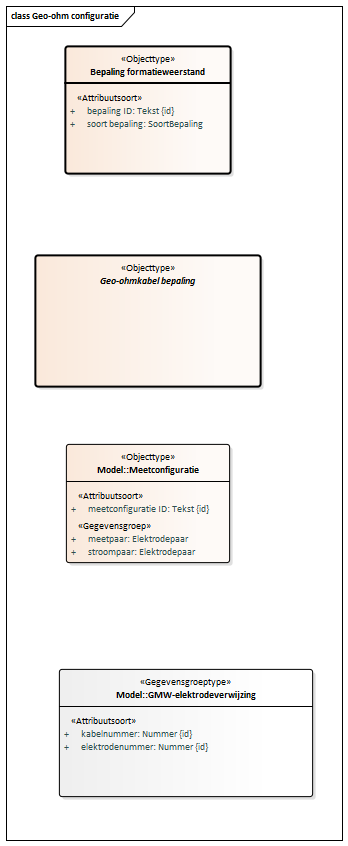 class Geo-ohm configuratie
«Objecttype»
Bepaling formatieweerstand
«Attribuutsoort»
+ bepaling ID: Tekst {id}
+ soort bepaling: SoortBepaling
«Objecttype»
Geo-ohmkabel bepaling
«Objecttype»
Model::Meetconfiguratie
«Attribuutsoort»
+ meetconfiguratie ID: Tekst {id}
«Gegevensgroep»
+ meetpaar: Elektrodepaar
+ stroompaar: Elektrodepaar
«Gegevensgroeptype»
Model::GMW-elektrodeverwijzing
«Attribuutsoort»
+ kabelnummer: Nummer {id}
+ elektrodenummer: Nummer {id}